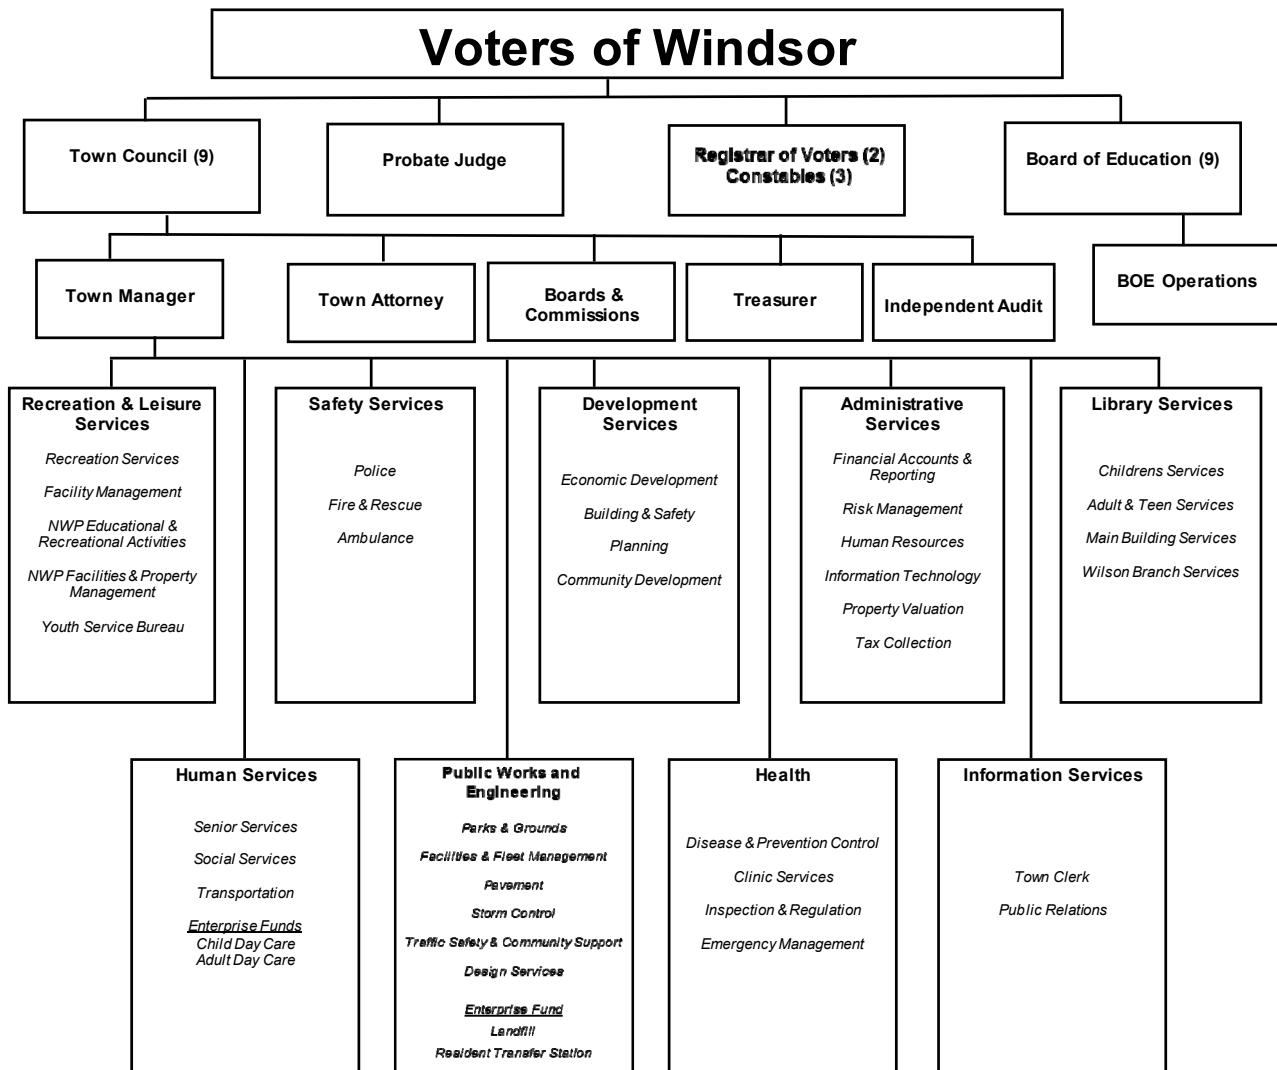 Voters of Windsor
Town Council (9)
Probate Judge
Registrar of Voters (2)
Constables (3)
Board of Education (9)
Town Manager
Town Attorney
Boards &
Commissions
Treasurer
Independent Audit
BOE Operations
Recreation & Leisure
Services
Recreation Services
Facility Management
NWP Educational &
Recreational Activities
NWP Facilities & Property
Management
Youth Service Bureau
Safety Services
Police
Fire & Rescue
Ambulance
Development
Services
Economic Development
Building & Safety
Planning
Community Development
Administrative
Services
Financial Accounts &
Reporting
Risk Management
Human Resources
Information Technology
Property Valuation
Tax Collection
Library Services
Childrens Services
Adult & Teen Services
Main Building Services
Wilson Branch Services
Human Services
Senior Services
Social Services
Transportation
Enterprise Funds
Child Day Care
Adult Day Care
Public Works and
Engineering
Parks & Grounds
Facilities & Fleet Management
Pavement
Storm Control
Traffic Safety & Community Support
Design Services
Enterprise Fund
Landfill
Resident Transfer Station
Health
Disease & Prevention Control
Clinic Services
Inspection & Regulation
Emergency Management
Information Services
Town Clerk
Public Relations